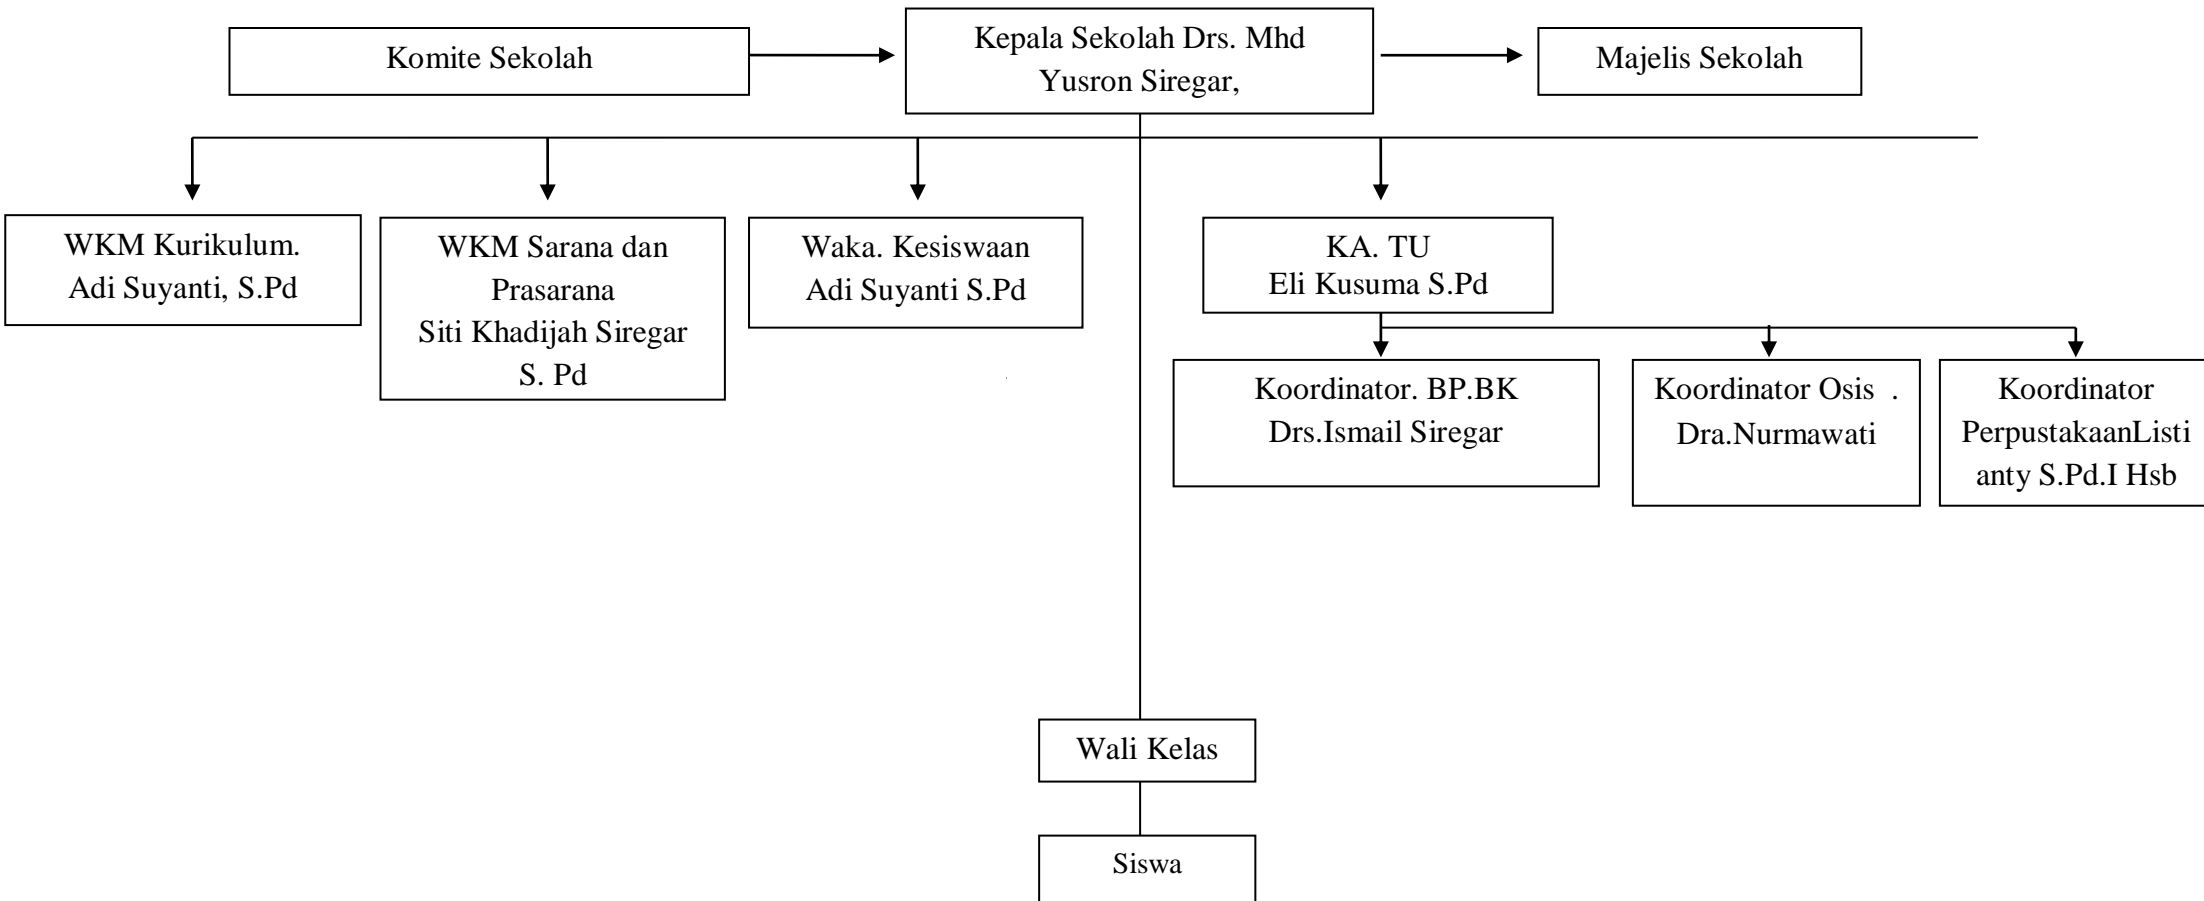 Komite Sekolah
Kepala Sekolah Drs. Mhd
Yusron Siregar,
Majelis Sekolah
WKM Kurikulum.
Adi Suyanti, S.Pd
WKM Sarana dan
Prasarana
Siti Khadijah Siregar
S. Pd
Waka. Kesiswaan
Adi Suyanti S.Pd
KA. TU
Eli Kusuma S.Pd
Koordinator. BP.BK
Drs.Ismail Siregar
Koordinator Osis  .
Dra.Nurmawati
Koordinator
PerpustakaanListi
anty S.Pd.I Hsb
Wali Kelas
Siswa